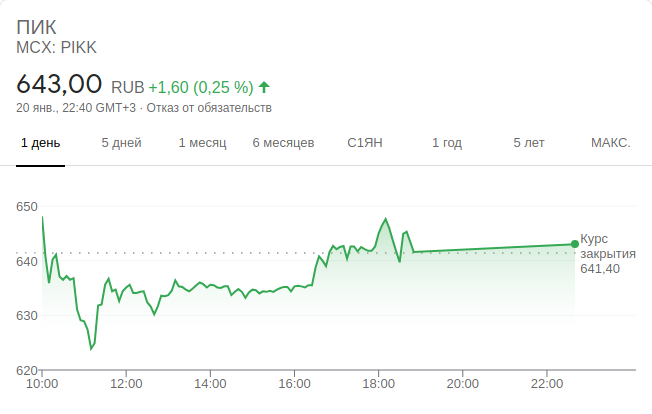 ПИК
MCX: PIKK
643,00 RUB +1,60 (0,25 %)
20 янв., 22:40 GMT+3 · Отказ от обязательств
1 день 5 дней 1 месяц 6 месяцев С1ЯН 1 год 5 лет МАКС.
650
640
630
620
Курс
закрытия
641,40
10:00 12:00 14:00 16:00 18:00 20:00 22:00